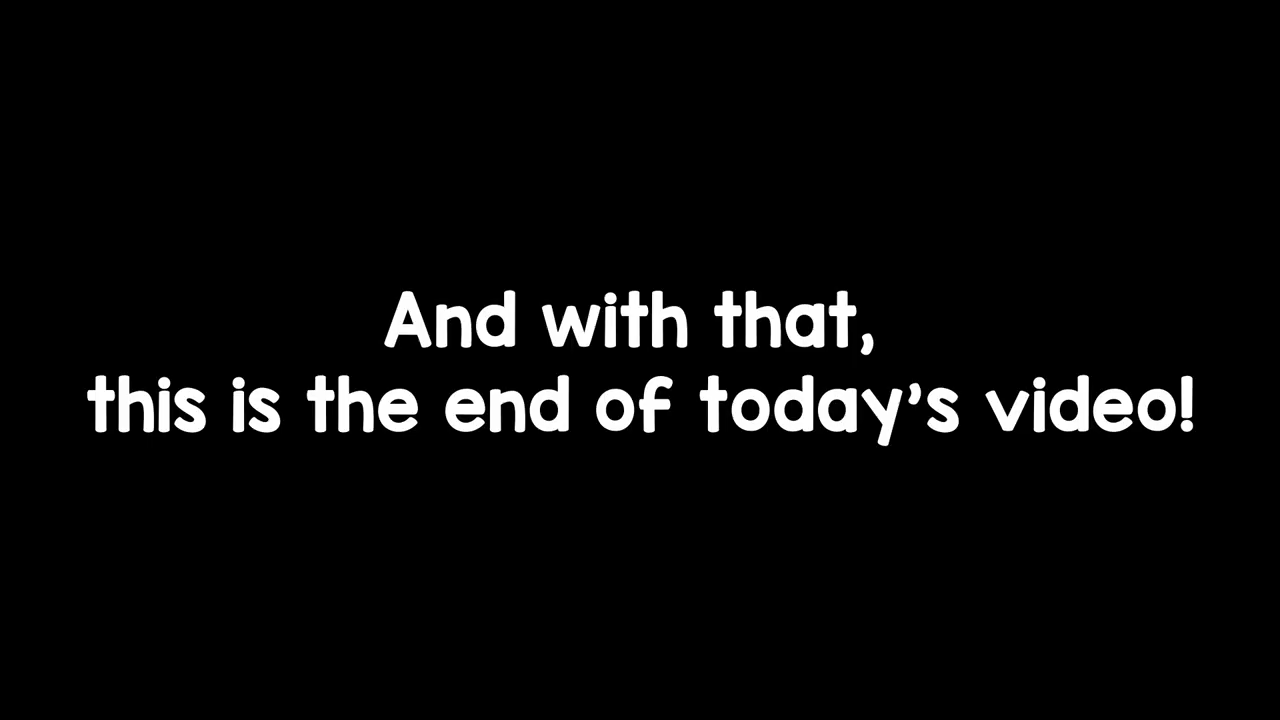 And with that,
this is the end of today's video!